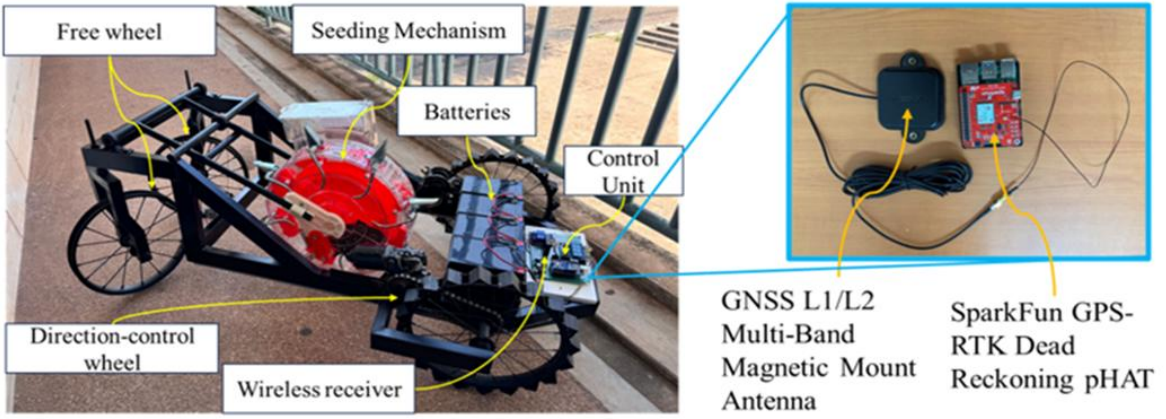 Free wheel
Seeding Mechanism
Batteries
Control
Unit
Direction-control
wheel
Wireless receiver
GNSS L1/L2
Multi-Band
Magnetic Mount
Antenna
SparkFun GPS-
RTK Dead
Reckoning pHAT